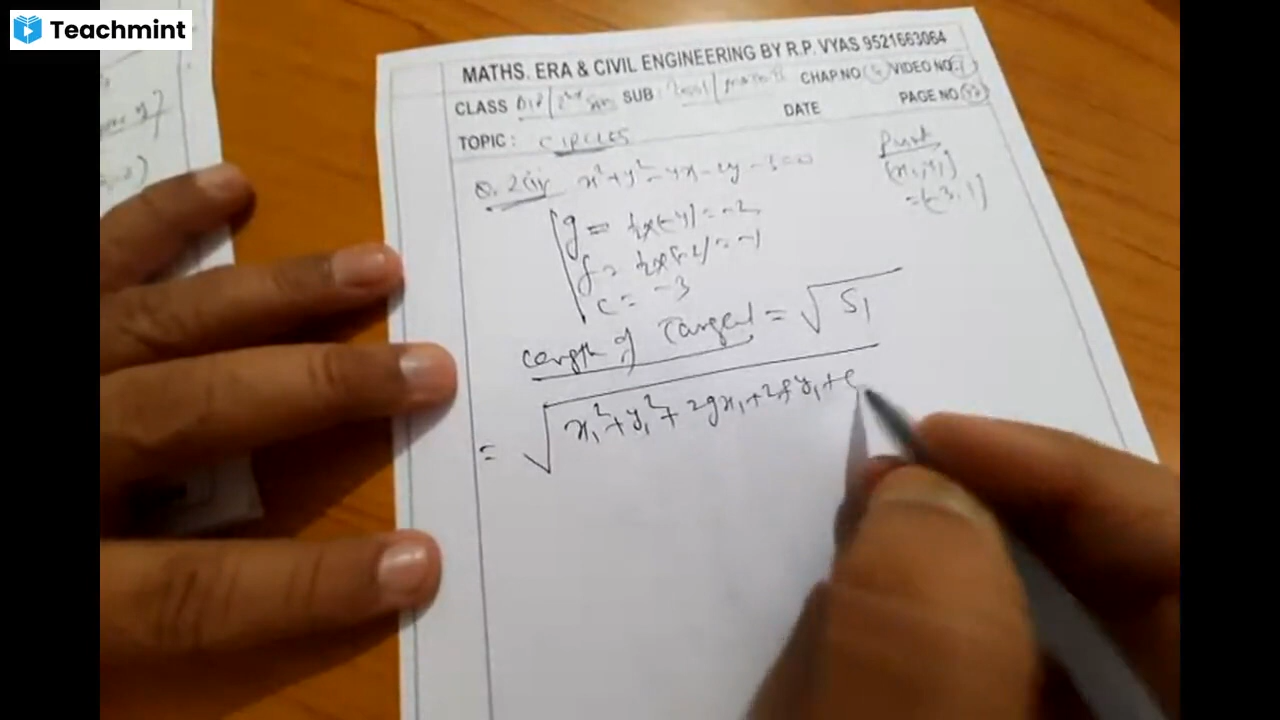 Teachmint
MATHS. ERA & CIVIL ENGINEERING BY R.P. VYAS 9521663064
CLASS SUB : CHAP.NO VIDEO NO.
TOPIC : CIRCLES DATE PAGE NO
Q. 2(ii) x²+y²-4x-2y-3=0
Point
(x₁,y₁)
=(-3,1)
g = ½×(-4) = -2
f = ½×(-2) = -1
c = -3
Length of Tangent = √S₁
= √x₁²+y₁²+2gx₁+2fy₁+c